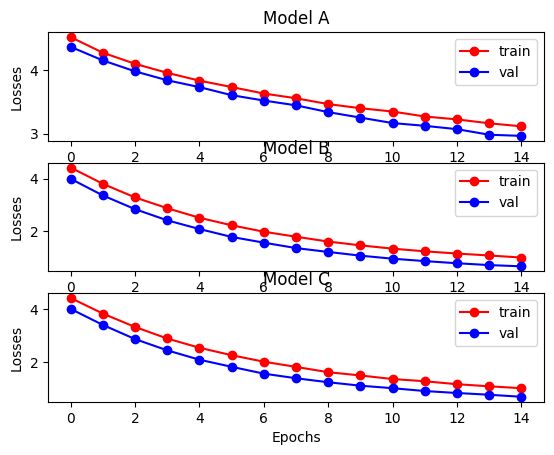 Model A
Losses
4
3
train
val
0 2 4 6 8 10 12 14
Model B
Losses
4
2
train
val
0 2 4 6 8 10 12 14
Model C
Losses
4
2
train
val
0 2 4 6 8 10 12 14
Epochs